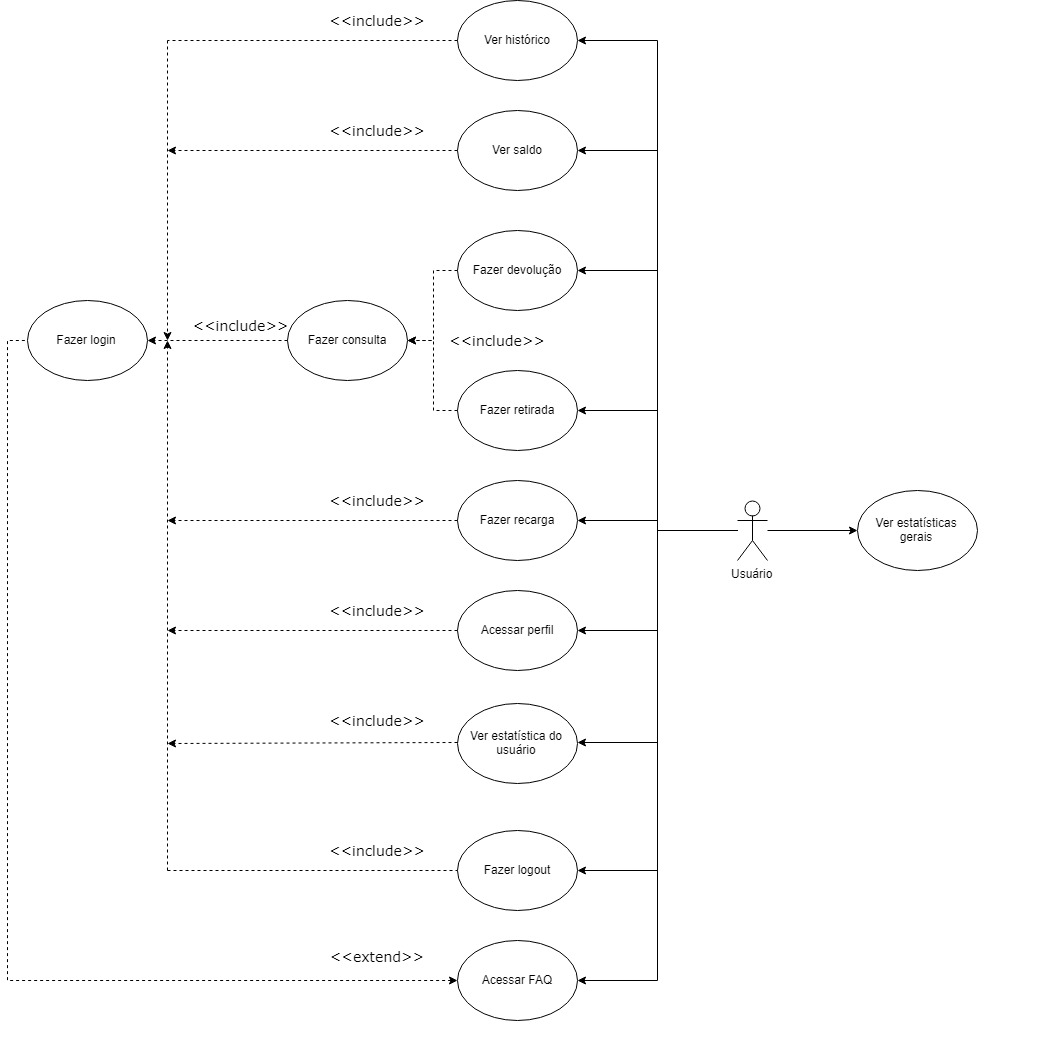 <<include>>
Ver histórico
<<include>>
Ver saldo
Fazer devolução
<<include>>
Fazer login
Fazer consulta
<<include>>
Fazer retirada
<<include>>
Fazer recarga
Ver estatísticas
gerais
Usuário
<<include>>
Acessar perfil
<<include>>
Ver estatística do
usuário
<<include>>
Fazer logout
<<extend>>
Acessar FAQ